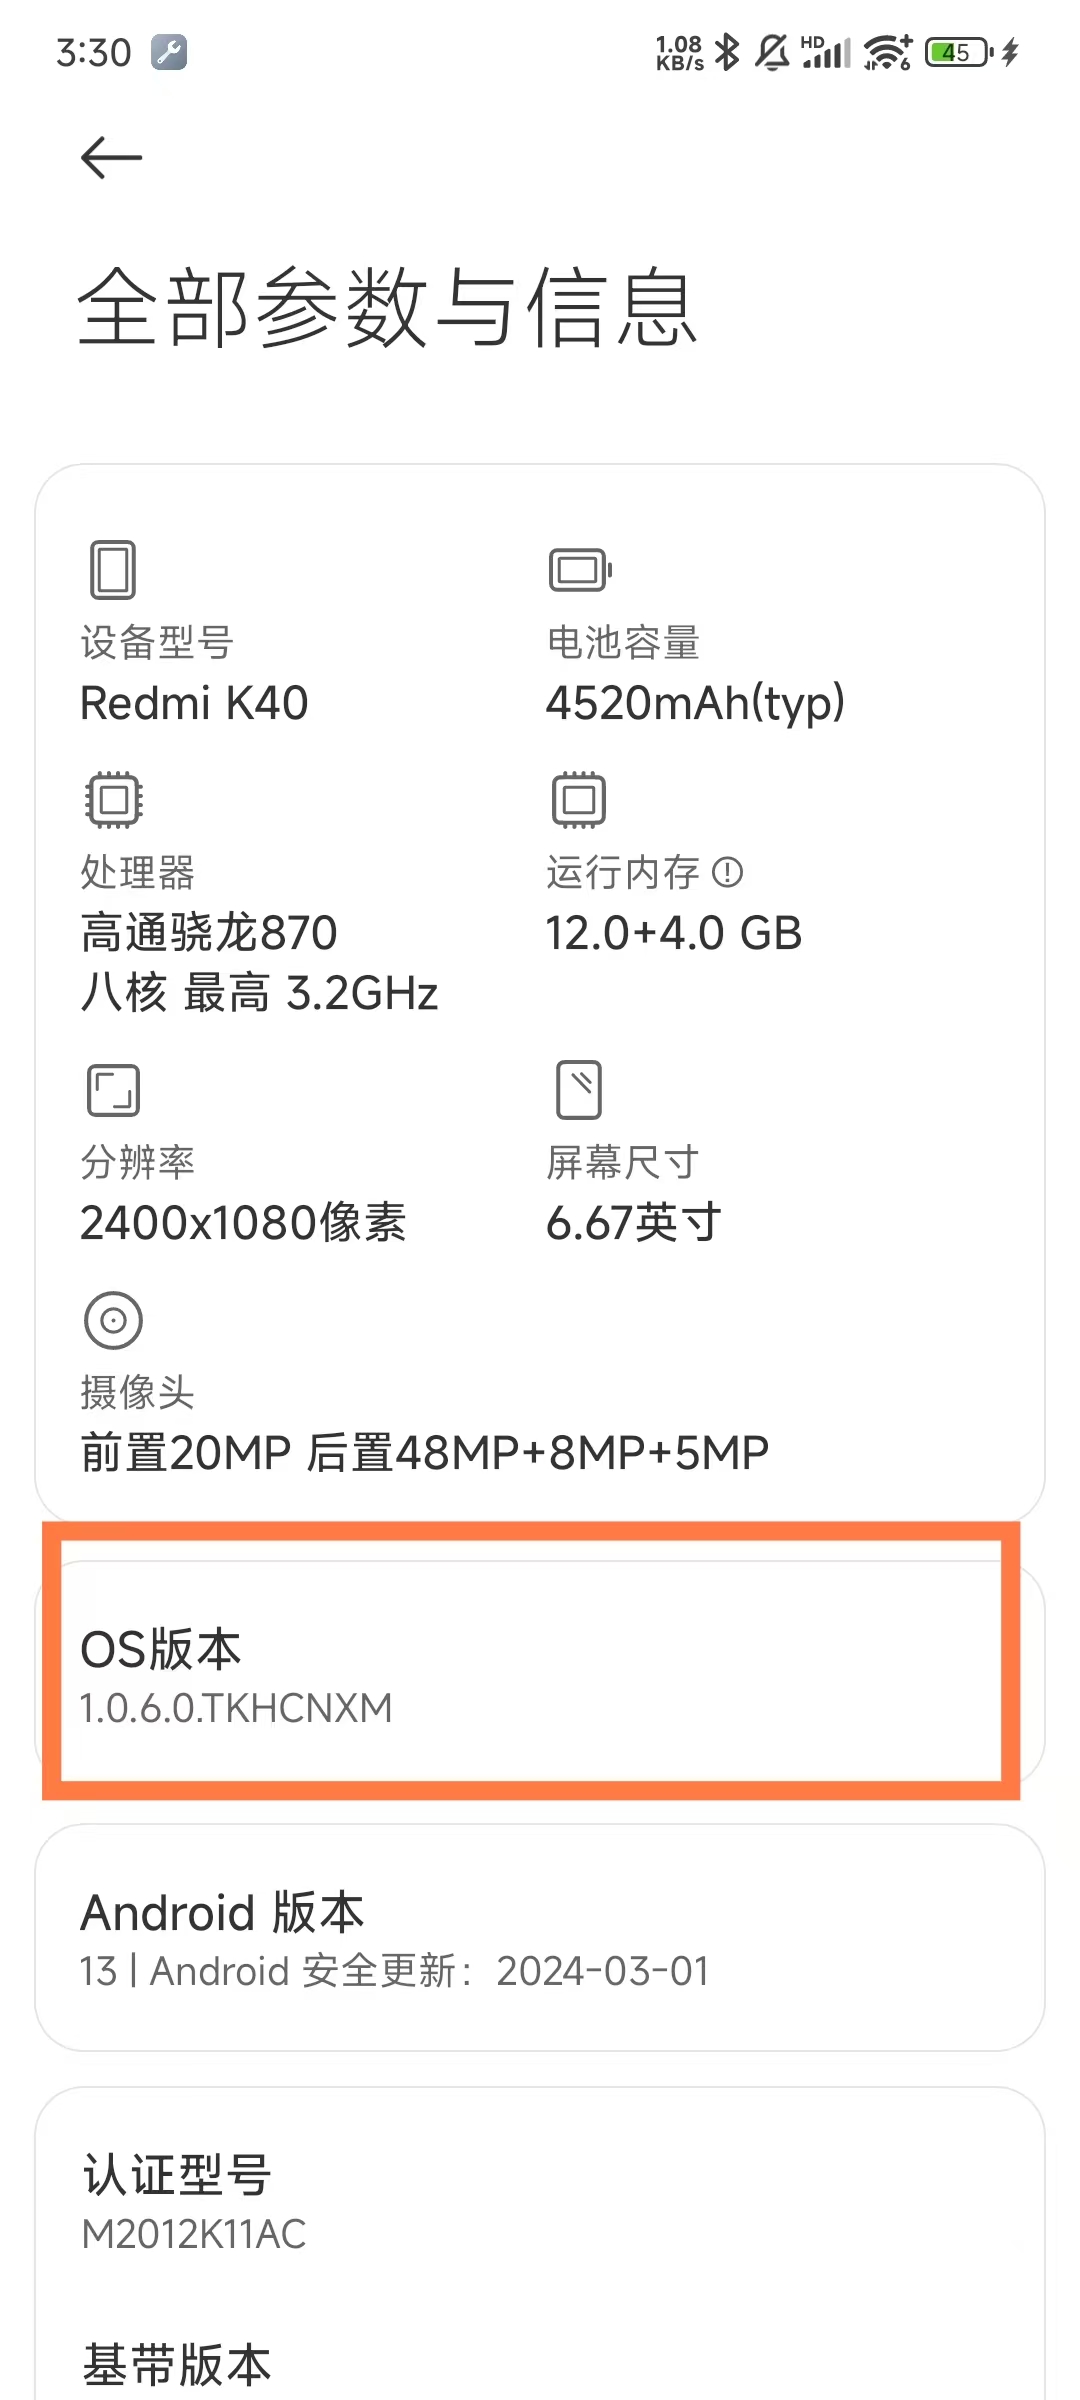 3:30 1.08 KB/s HD 6 45
全部参数与信息
设备型号 电池容量
Redmi K40 4520mAh(typ)
处理器 运行内存
高通骁龙870 12.0+4.0 GB
八核 最高 3.2GHz
分辨率 屏幕尺寸
2400x1080像素 6.67英寸
摄像头
前置20MP 后置48MP+8MP+5MP
OS版本
1.0.6.0.TKHCNXM
Android 版本
13 | Android 安全更新：2024-03-01
认证型号
M2012K11AC
基带版本